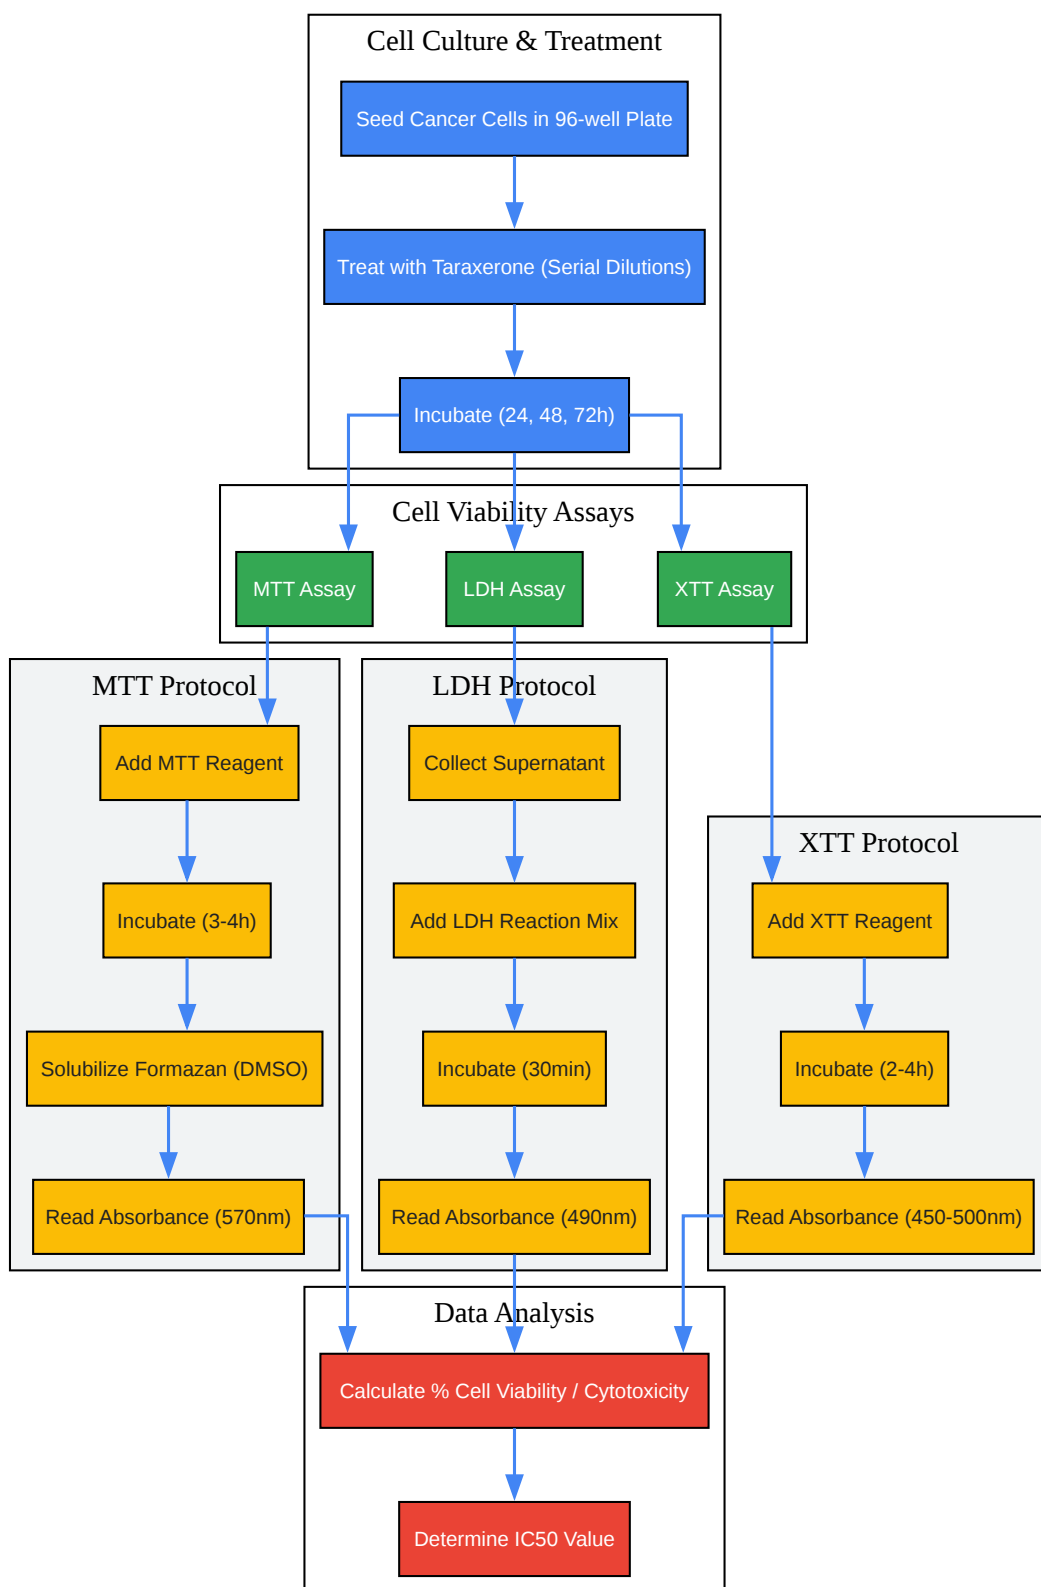 Cell Culture & Treatment
Seed Cancer Cells in 96-well Plate
Treat with Taraxerone (Serial Dilutions)
Incubate (24, 48, 72h)
Cell Viability Assays
MTT Assay
LDH Assay
XTT Assay
MTT Protocol
Add MTT Reagent
Incubate (3-4h)
Solubilize Formazan (DMSO)
Read Absorbance (570nm)
LDH Protocol
Collect Supernatant
Add LDH Reaction Mix
Incubate (30min)
Read Absorbance (490nm)
XTT Protocol
Add XTT Reagent
Incubate (2-4h)
Read Absorbance (450-500nm)
Data Analysis
Calculate % Cell Viability / Cytotoxicity
Determine IC50 Value